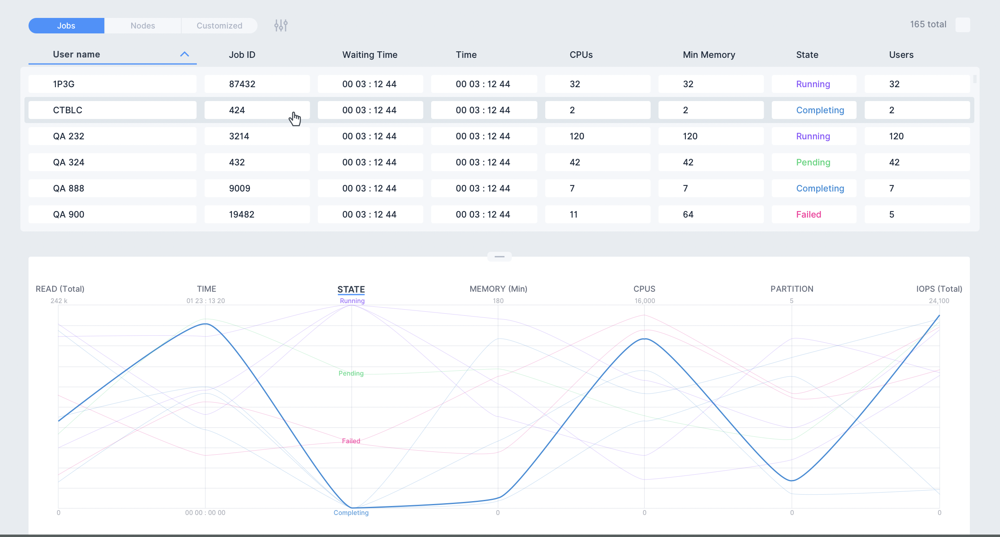 Jobs Nodes Customized 165 total
User name Job ID Waiting Time Time CPUs Min Memory State Users
1P3G 87432 00 03 : 12 44 00 03 : 12 44 32 32 Running 32
CTBLC 424 00 03 : 12 44 00 03 : 12 44 2 2 Completing 2
QA 232 3214 00 03 : 12 44 00 03 : 12 44 120 120 Running 120
QA 324 432 00 03 : 12 44 00 03 : 12 44 42 42 Pending 42
QA 888 9009 00 03 : 12 44 00 03 : 12 44 7 7 Completing 7
QA 900 19482 00 03 : 12 44 00 03 : 12 44 11 64 Failed 5
READ (Total) TIME STATE MEMORY (Min) CPUS PARTITION IOPS (Total)
242 k 01 23 : 13 20 Running 180 16,000 5 24,100
Pending
Failed
0 00 00 : 00 00 Completing 0 0 0 0